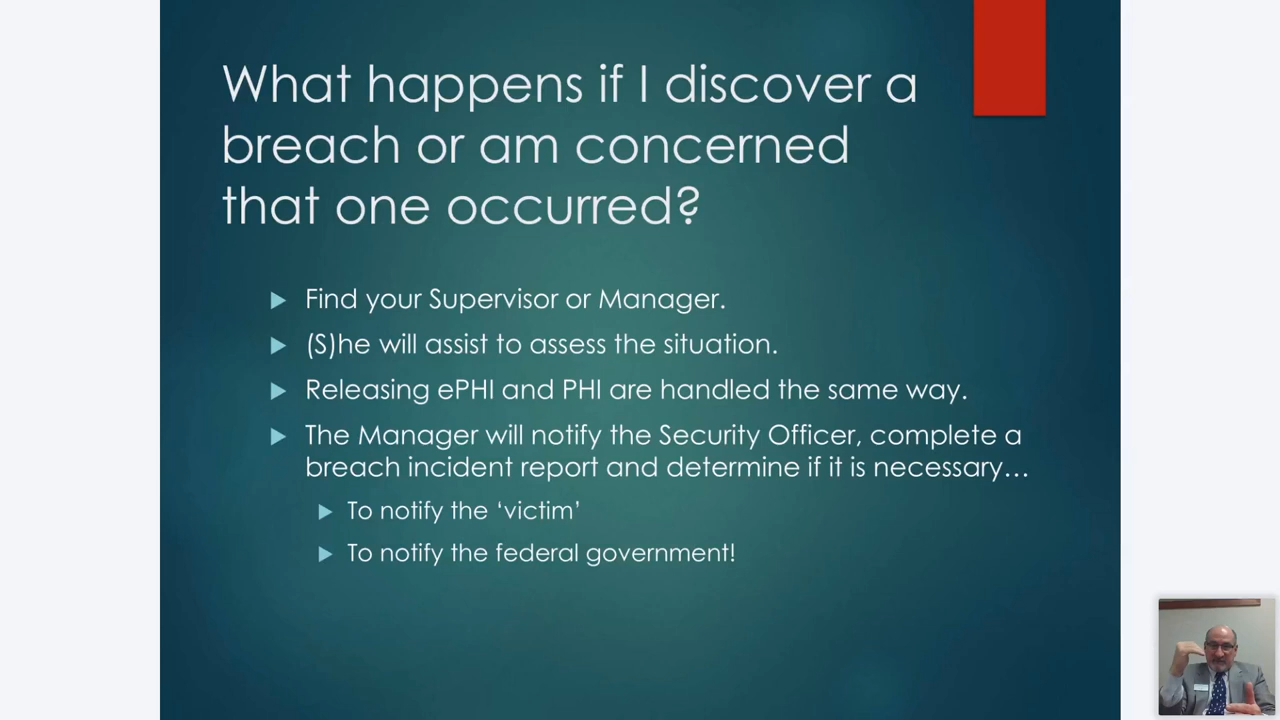 What happens if I discover a
breach or am concerned
that one occurred?
Find your Supervisor or Manager.
(S)he will assist to assess the situation.
Releasing ePHI and PHI are handled the same way.
The Manager will notify the Security Officer, complete a
breach incident report and determine if it is necessary…
To notify the ‘victim’
To notify the federal government!